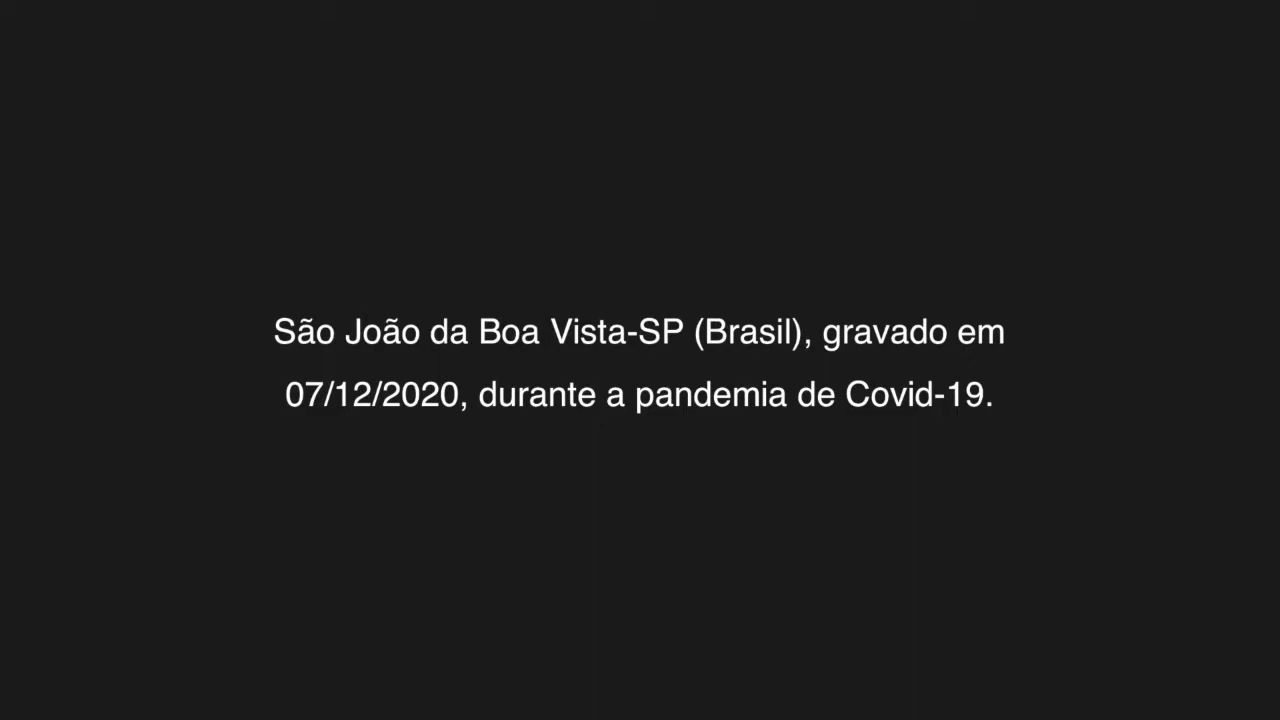 São João da Boa Vista-SP (Brasil), gravado em
07/12/2020, durante a pandemia de Covid-19.